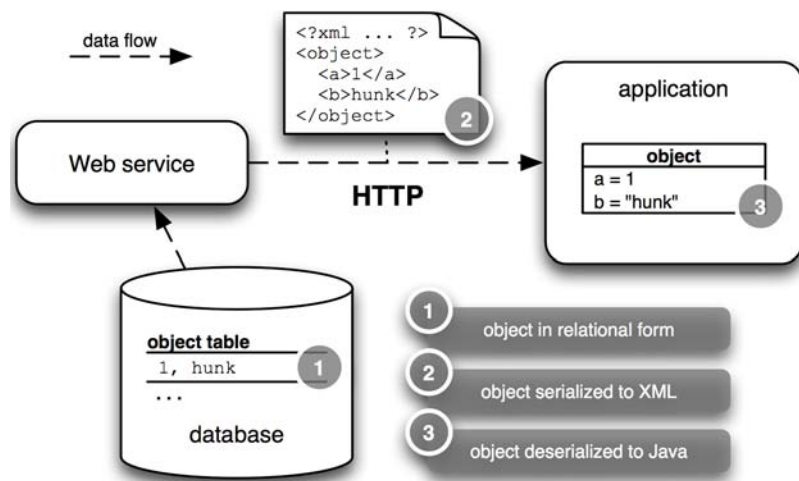 data flow
<?xml ... ?>
<object>
<a>1</a>
<b>hunk</b>
</object>
2
application
Web service
HTTP
object
a = 1
b = "hunk"
3
object table
1, hunk
1
...
database
1
object in relational form
2
object serialized to XML
3
object deserialized to Java